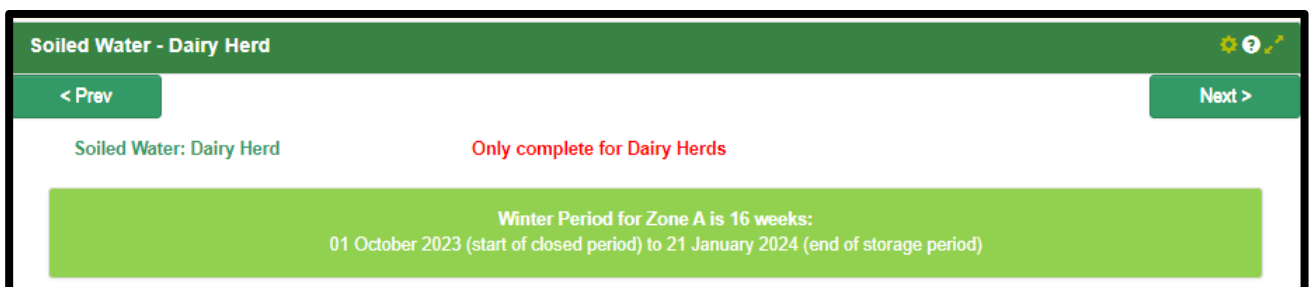 Soiled Water - Dairy Herd
< Prev
Next >
Soiled Water: Dairy Herd
Only complete for Dairy Herds
Winter Period for Zone A is 16 weeks:
01 October 2023 (start of closed period) to 21 January 2024 (end of storage period)